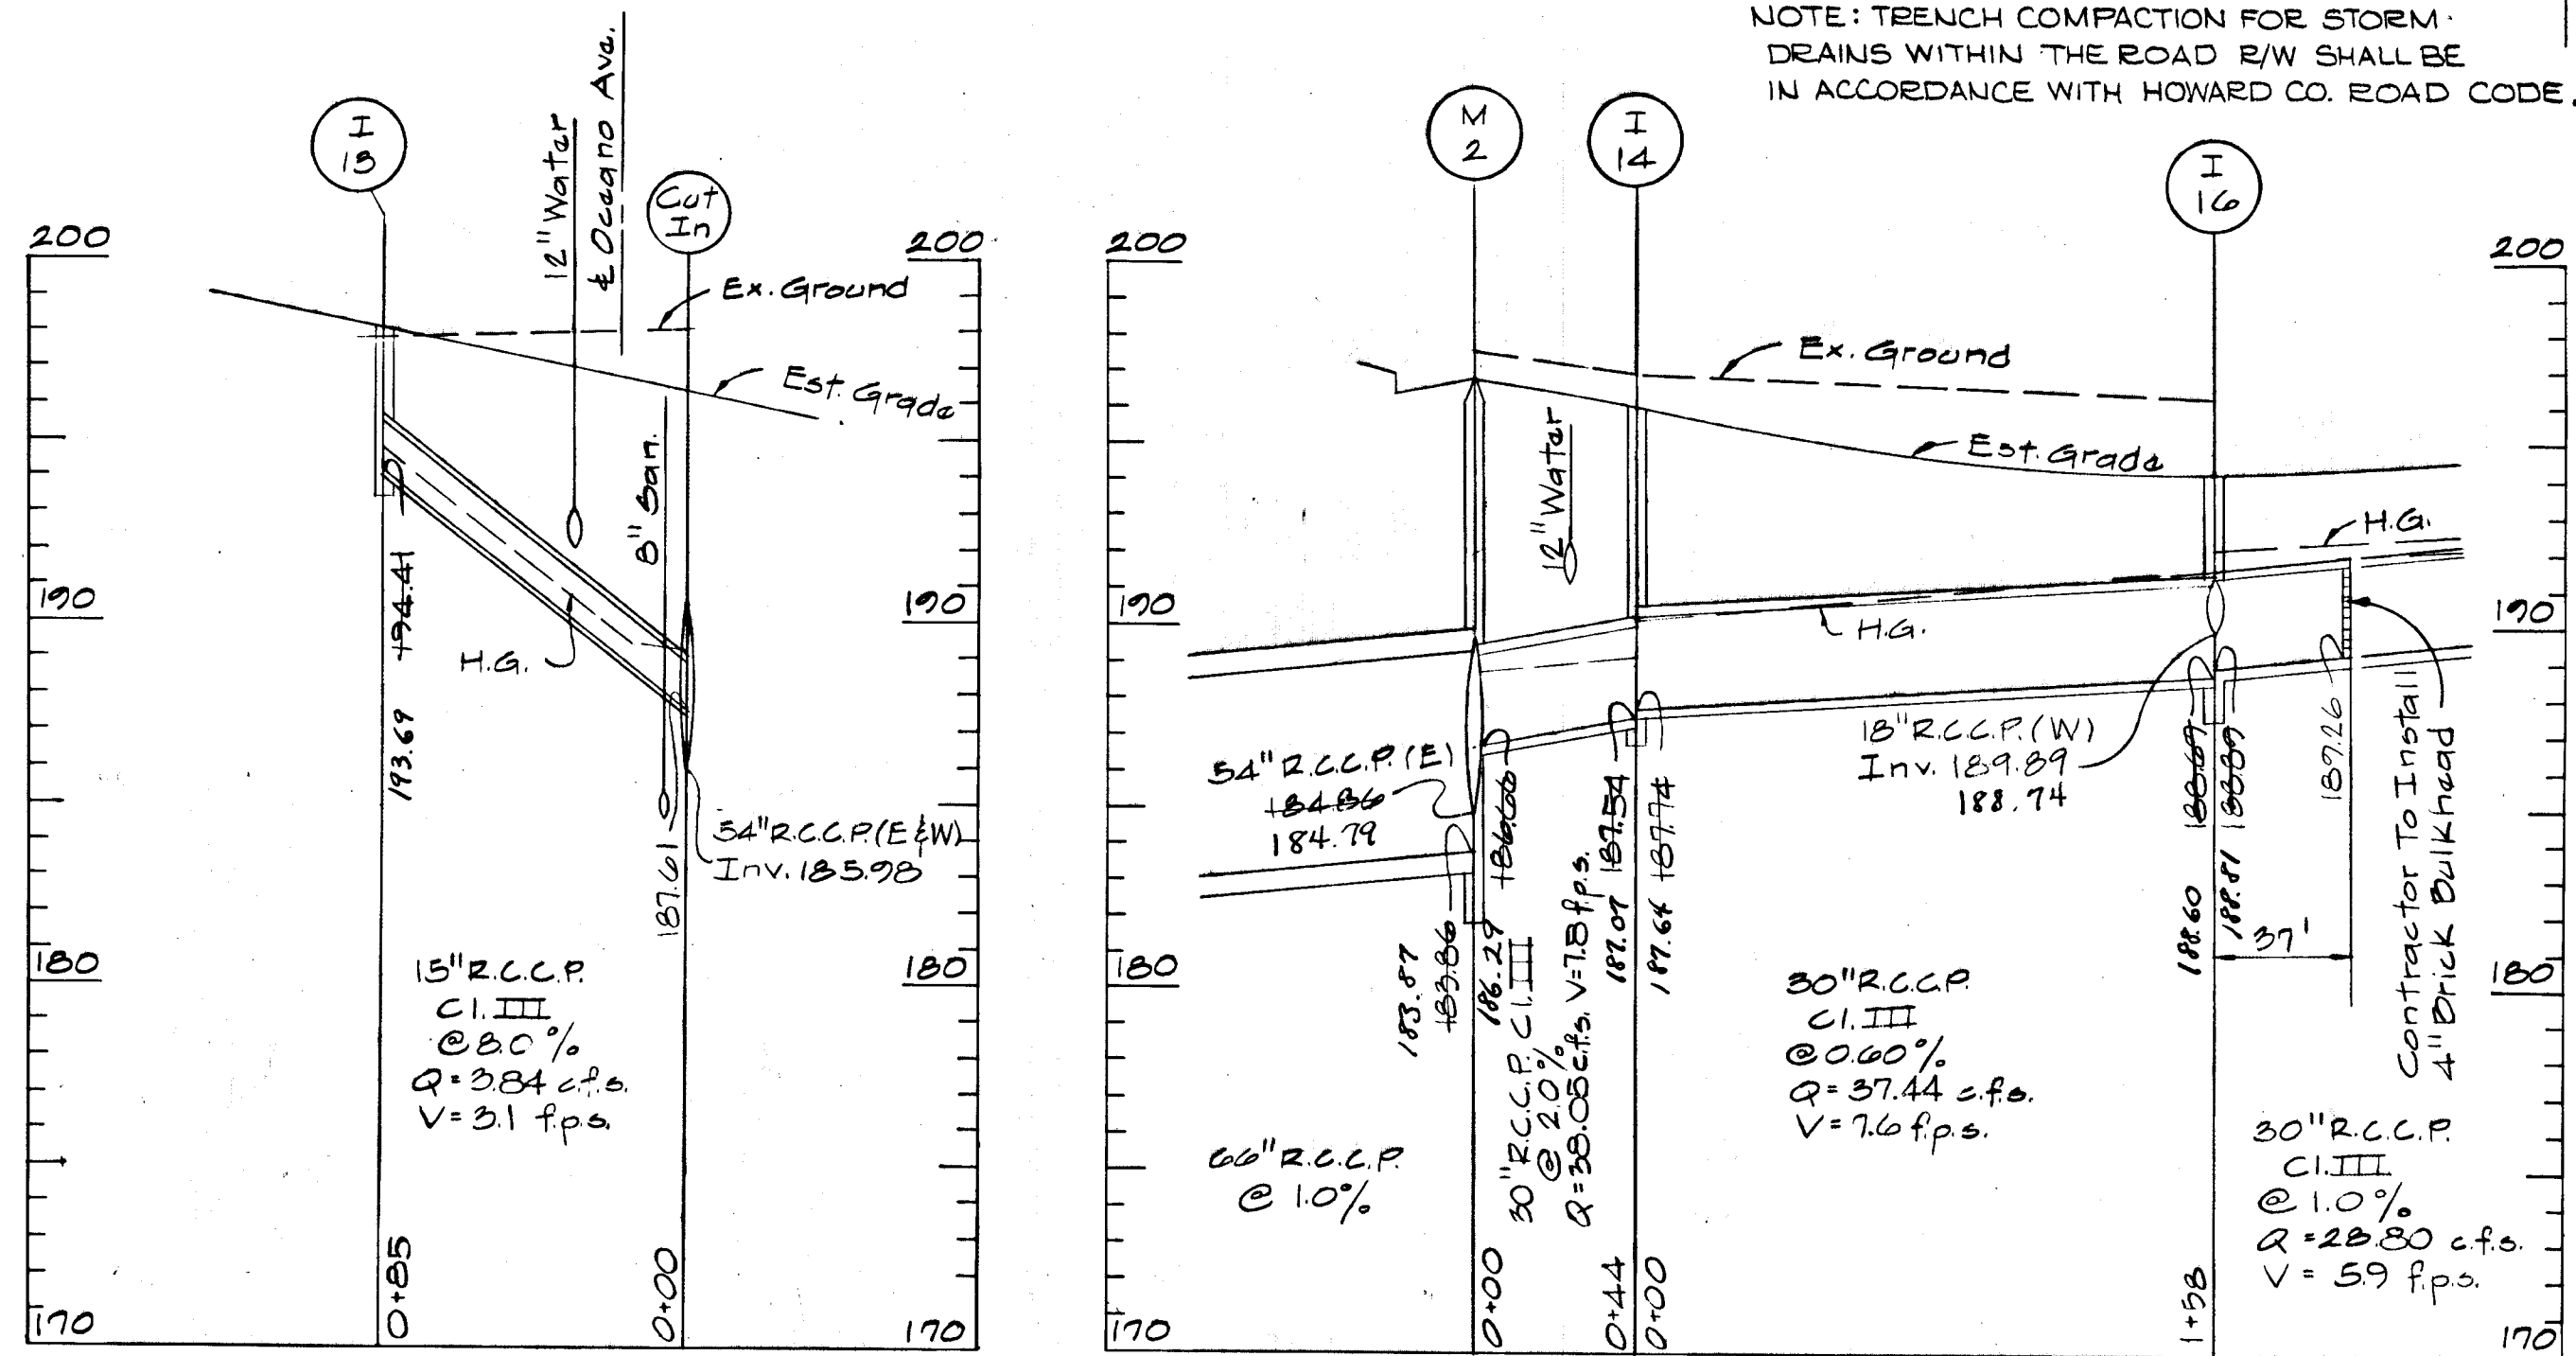 NOTE: TRENCH COMPACTION FOR STORM
DRAINS WITHIN THE ROAD R/W SHALL BE
IN ACCORDANCE WITH HOWARD CO. ROAD CODE.
I
13
12" Water
℄ Oceano Ave.
Cut
In
200
200
Ex. Ground
Est. Grade
8" San.
190
190
194.41
193.69
H.G.
187.61
54" R.C.C.P. (E & W)
Inv. 185.98
180
180
15" R.C.C.P.
Cl. III
@ 8.0 %
Q = 3.84 c.f.s.
V = 3.1 f.p.s.
0+85
0+00
170
170
M
2
I
14
I
16
200
200
Ex. Ground
Est. Grade
12" Water
H.G.
190
190
H.G.
54" R.C.C.P. (E)
184.86
184.79
18" R.C.C.P. (W)
Inv. 189.89
188.74
183.87
183.86
186.29
186.66
187.07
187.54
187.64
187.74
188.60
188.69
188.81
188.89
189.26
37'
Contractor To Install
4" Brick Bulkhead
180
180
66" R.C.C.P.
@ 1.0%
30" R.C.C.P. Cl. III
@ 2.0%
Q = 38.05 c.f.s. V = 7.8 f.p.s.
30" R.C.C.P.
Cl. III
@ 0.60 %
Q = 37.44 c.f.s.
V = 7.6 f.p.s.
30" R.C.C.P.
Cl. III
@ 1.0 %
Q = 28.80 c.f.s.
V = 5.9 f.p.s.
0+00
0+44
0+00
1+58
170
170